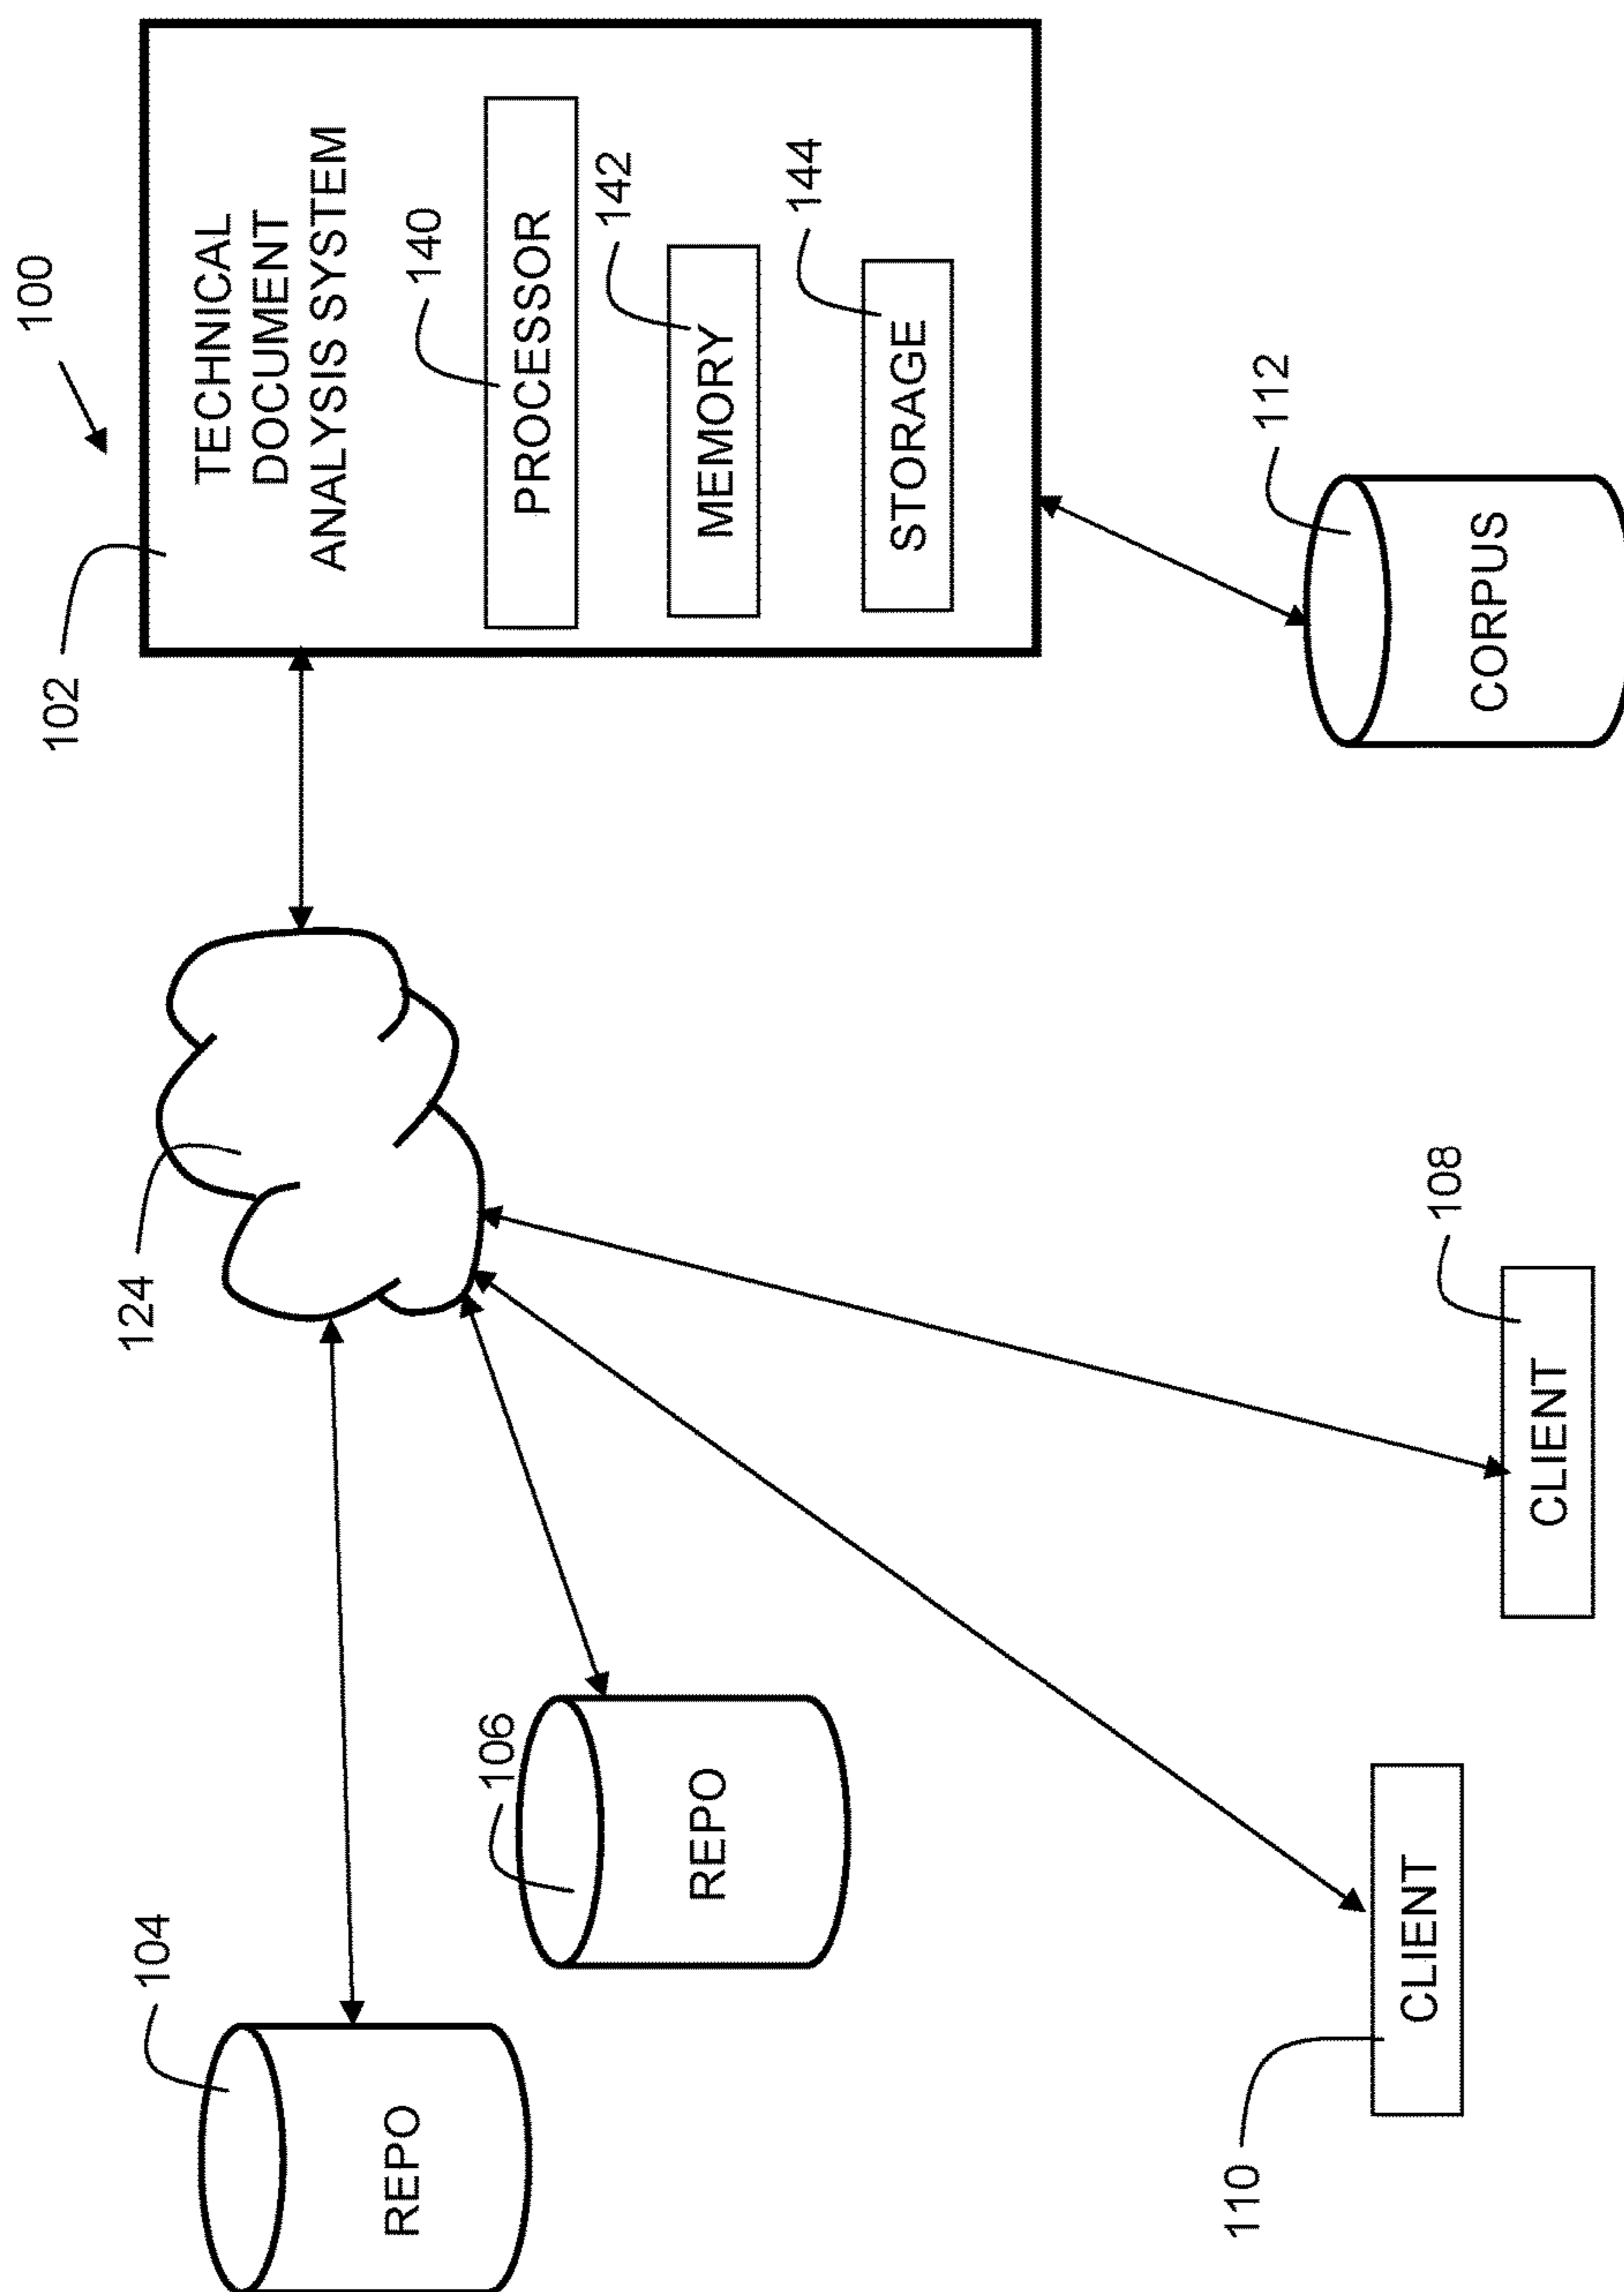 100
104
124
102
TECHNICAL
DOCUMENT
ANALYSIS SYSTEM
REPO
140
PROCESSOR
106
142
MEMORY
REPO
144
STORAGE
110
112
CLIENT
108
CORPUS
CLIENT